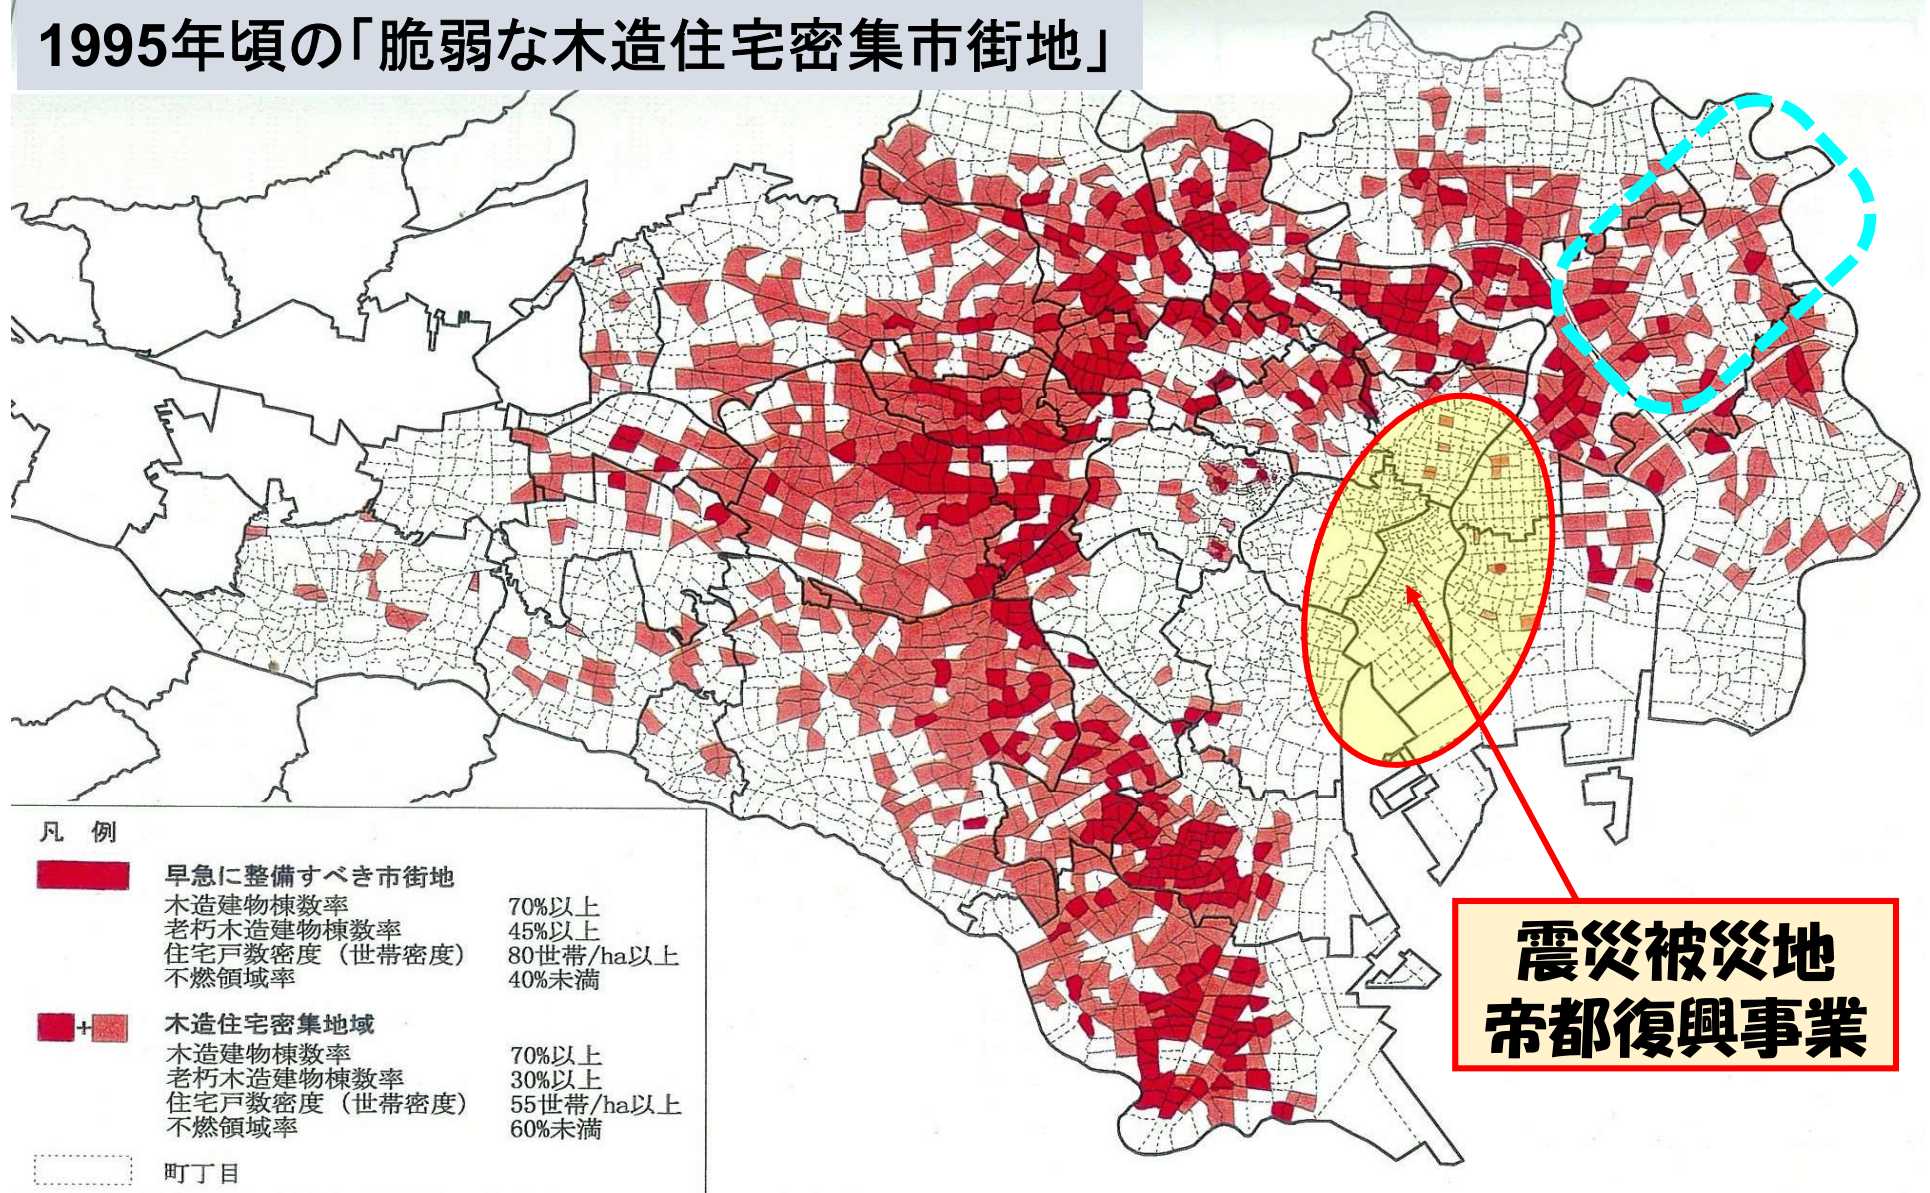 1995年頃の「脆弱な木造住宅密集市街地」
凡 例
早急に整備すべき市街地
木造建物棟数率 70%以上
老朽木造建物棟数率 45%以上
住宅戸数密度（世帯密度） 80世帯/ha以上
不燃領域率 40%未満
+ 木造住宅密集地域
木造建物棟数率 70%以上
老朽木造建物棟数率 30%以上
住宅戸数密度（世帯密度） 55世帯/ha以上
不燃領域率 60%未満
町丁目
震災被災地
帝都復興事業